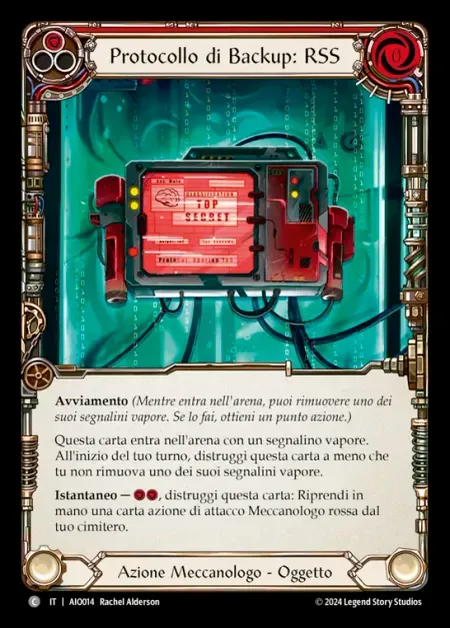 Protocollo di Backup: RSS
0
CLASSIFICATION
TOP
SECRET
Avviamento (Mentre entra nell'arena, puoi rimuovere uno dei
suoi segnalini vapore. Se lo fai, ottieni un punto azione.)
Questa carta entra nell'arena con un segnalino vapore.
All'inizio del tuo turno, distruggi questa carta a meno che
tu non rimuova uno dei suoi segnalini vapore.
Istantaneo — , distruggi questa carta: Riprendi in
mano una carta azione di attacco Meccanologo rossa dal
tuo cimitero.
Azione Meccanologo - Oggetto
C IT | AIO014 Rachel Alderson
© 2024 Legend Story Studios